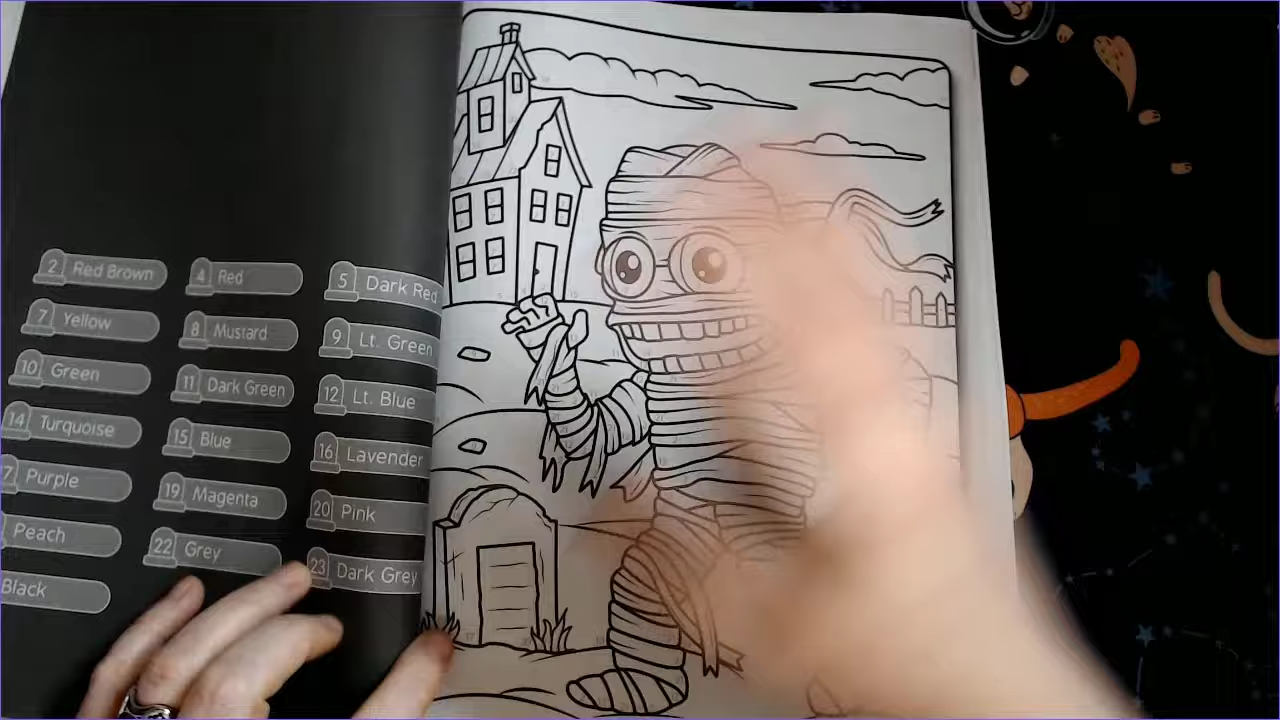 2 Red Brown 4 Red 5 Dark Red
7 Yellow 8 Mustard 9 Lt. Green
10 Green 11 Dark Green 12 Lt. Blue
14 Turquoise 15 Blue 16 Lavender
7 Purple 19 Magenta 20 Pink
Peach 22 Grey 23 Dark Grey
Black